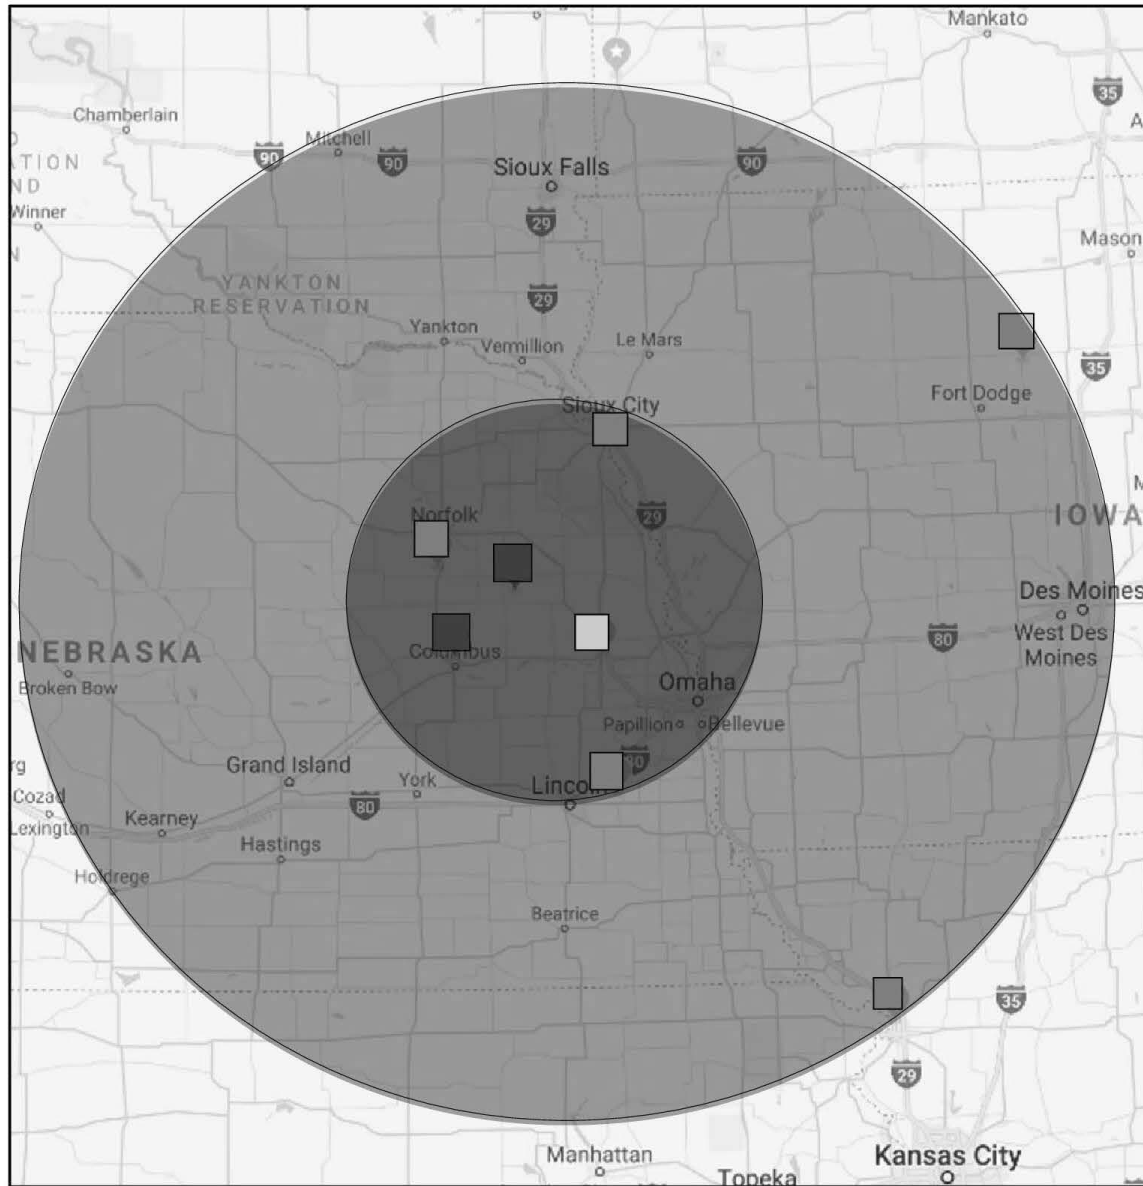 Mankato
35
Chamberlain
Mitchell
A
ATION
ND
90
90
Sioux Falls
90
Winner
29
Mason
N
YANKTON
RESERVATION
29
Yankton
Vermillion
Le Mars
35
Fort Dodge
Sioux City
Norfolk
29
IOWA
Des Moines
NEBRASKA
Columbus
80
West Des
Moines
Broken Bow
Omaha
Papillion
Bellevue
rg
Grand Island
York
80
Lincoln
Cozad
80
Lexington
Kearney
Hastings
Holdrege
Beatrice
35
29
Manhattan
Kansas City
Topeka